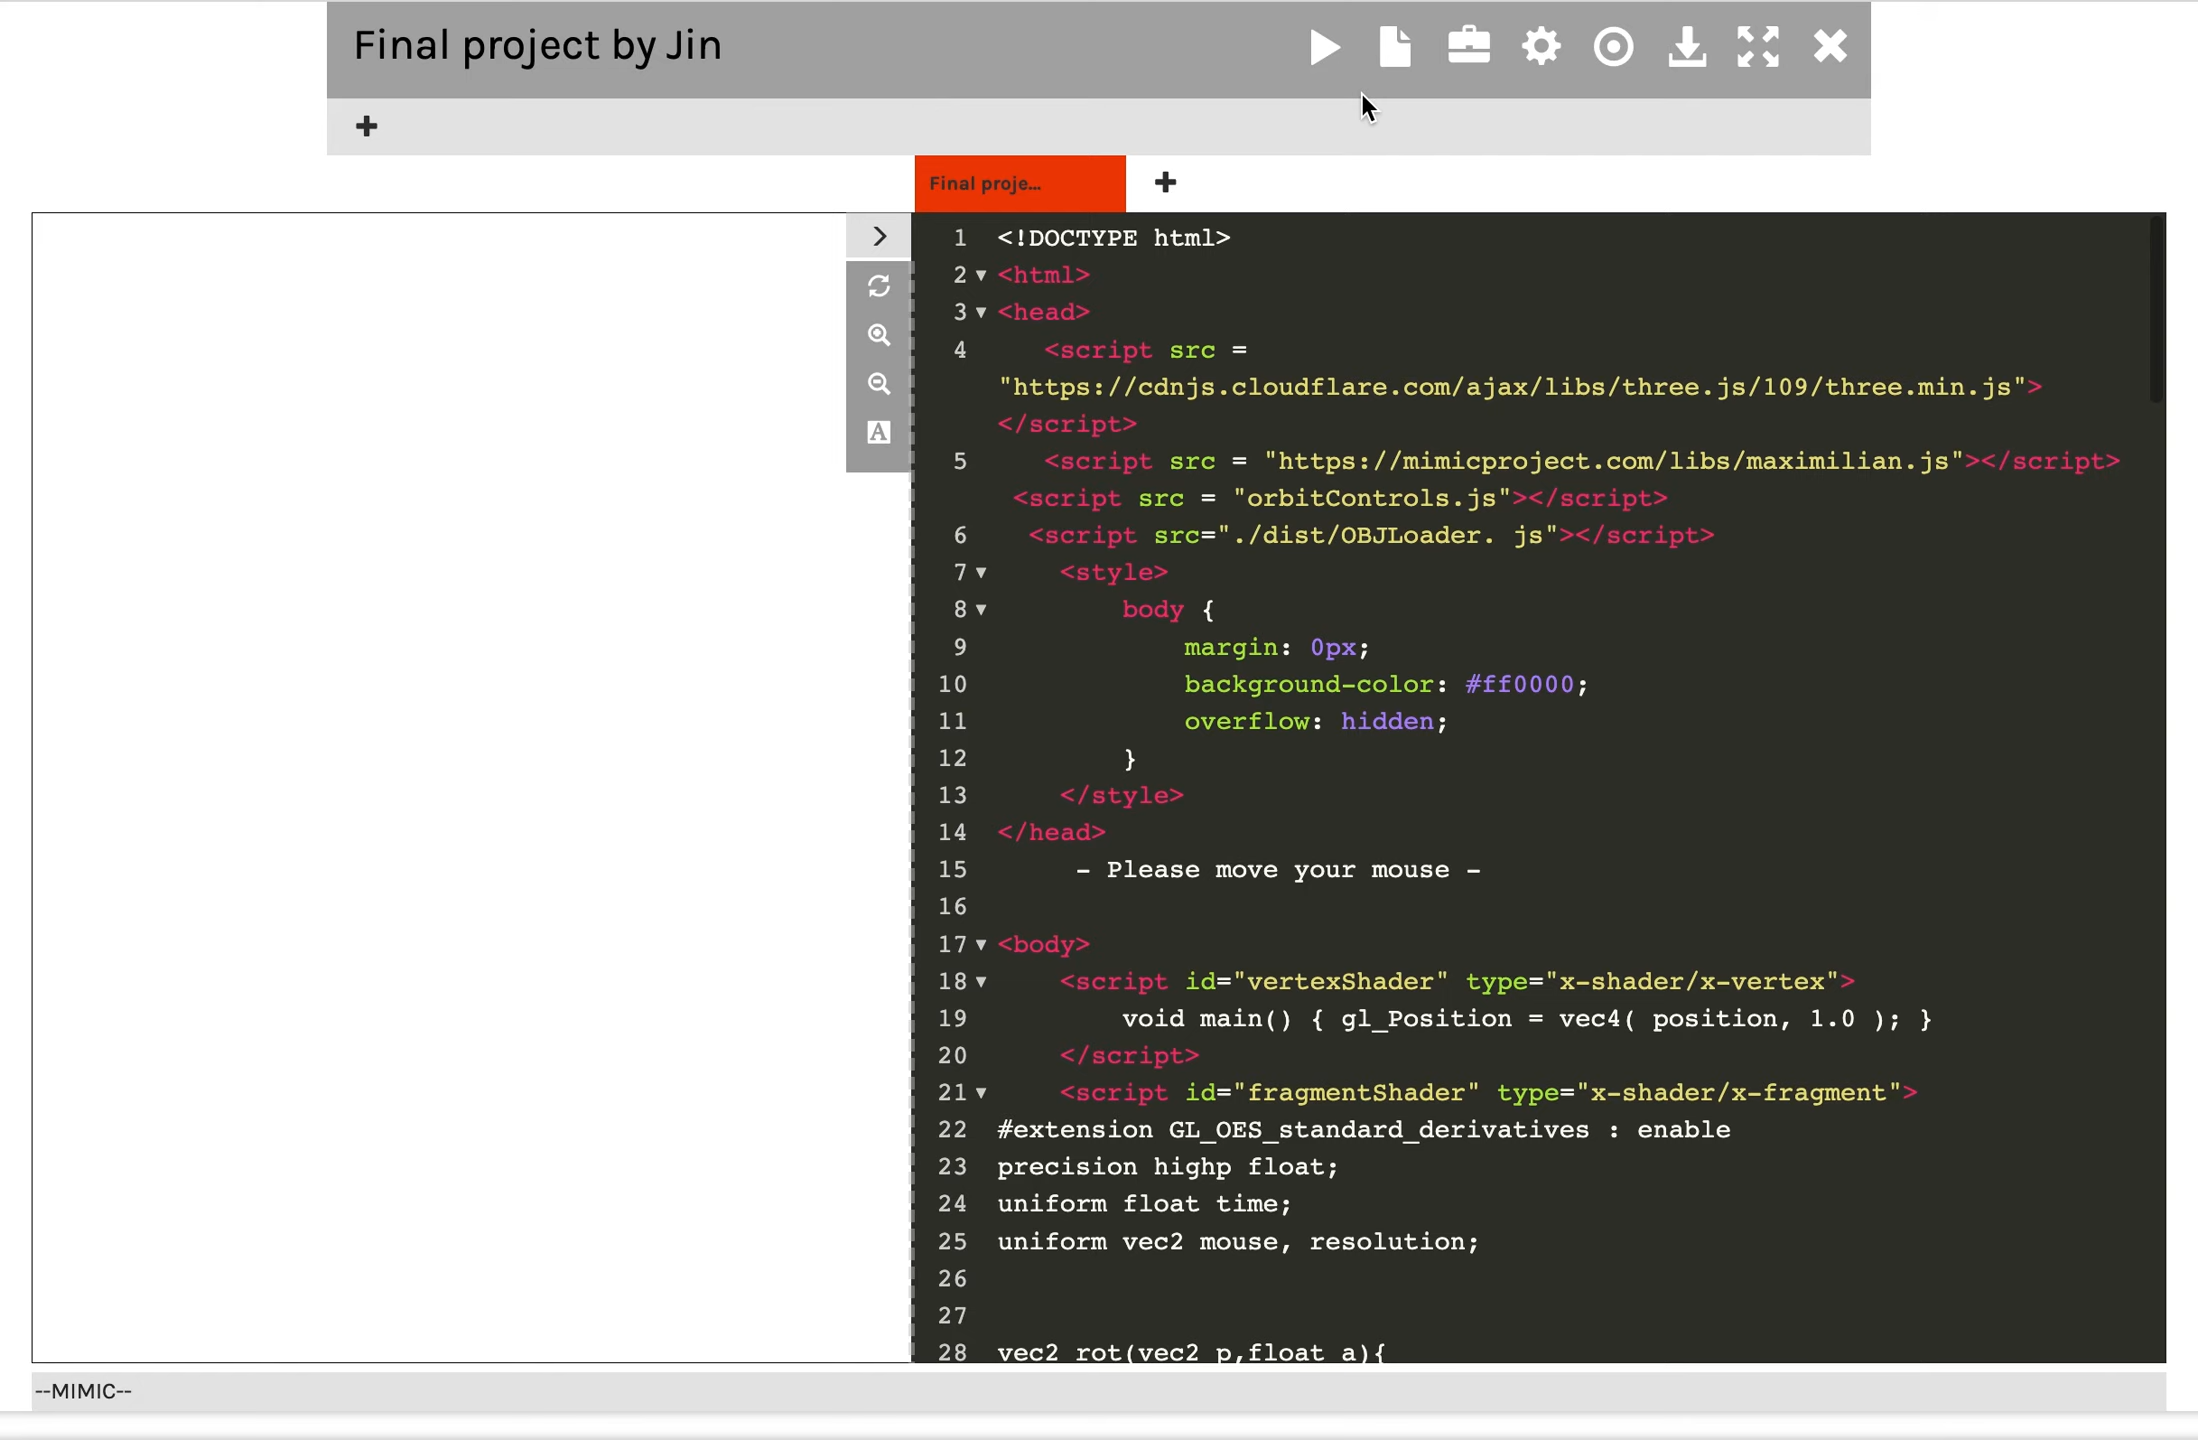 Final project by Jin
Final proje...
1 <!DOCTYPE html>
2 <html>
3 <head>
4 <script src =
"https://cdnjs.cloudflare.com/ajax/libs/three.js/109/three.min.js">
</script>
5 <script src = "https://mimicproject.com/libs/maximilian.js"></script>
<script src = "orbitControls.js"></script>
6 <script src="./dist/OBJLoader. js"></script>
7 <style>
8 body {
9 margin: 0px;
10 background-color: #ff0000;
11 overflow: hidden;
12 }
13 </style>
14 </head>
15 - Please move your mouse -
16
17 <body>
18 <script id="vertexShader" type="x-shader/x-vertex">
19 void main() { gl_Position = vec4( position, 1.0 ); }
20 </script>
21 <script id="fragmentShader" type="x-shader/x-fragment">
22 #extension GL_OES_standard_derivatives : enable
23 precision highp float;
24 uniform float time;
25 uniform vec2 mouse, resolution;
26
27
28 vec2 rot(vec2 p,float a){
--MIMIC--